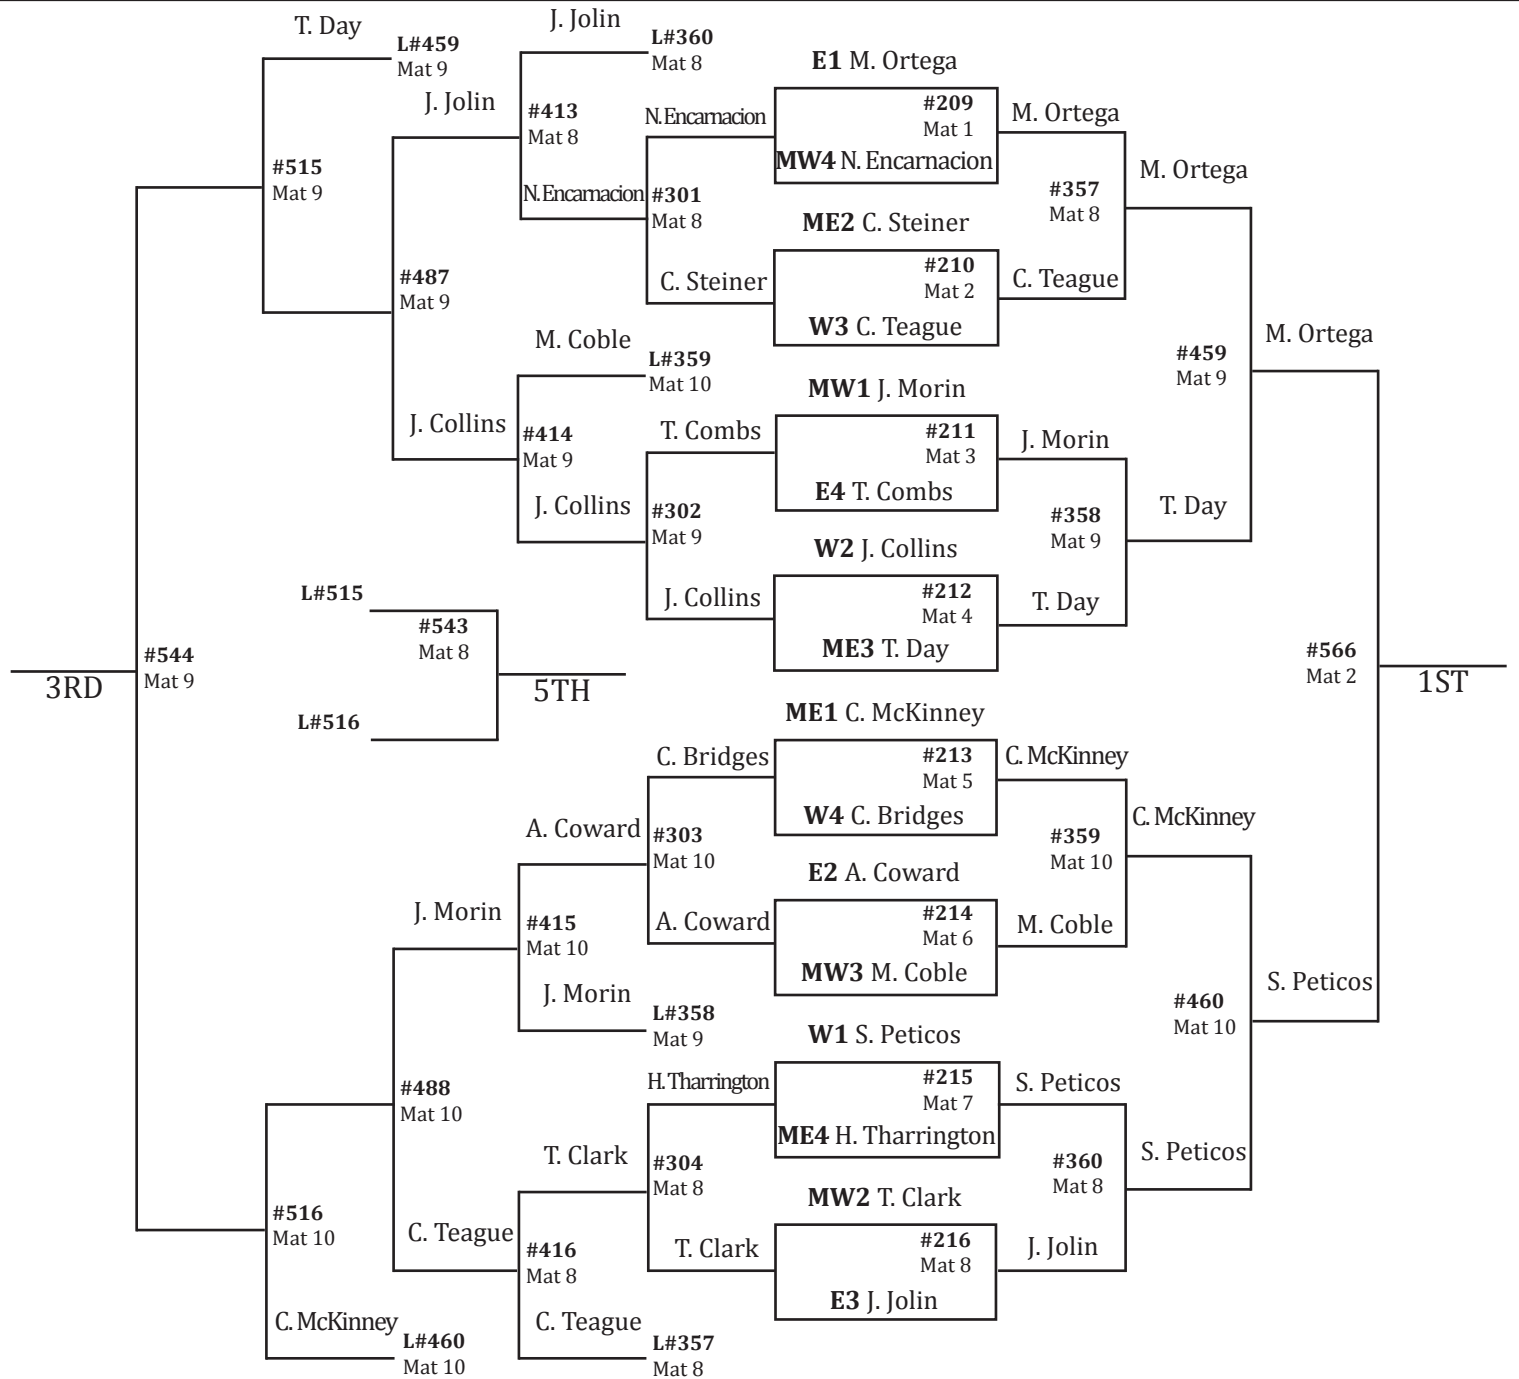 T. Day
J. Jolin
L#459
Mat 9
L#360
Mat 8
E1 M. Ortega
J. Jolin
#413
Mat 8
N. Encarnacion
#209
Mat 1
M. Ortega
MW4 N. Encarnacion
#515
Mat 9
N. Encarnacion
#301
Mat 8
#357
Mat 8
M. Ortega
ME2 C. Steiner
#487
Mat 9
C. Steiner
#210
Mat 2
C. Teague
W3 C. Teague
M. Coble
L#359
Mat 10
#459
Mat 9
M. Ortega
MW1 J. Morin
J. Collins
#414
Mat 9
T. Combs
#211
Mat 3
J. Morin
E4 T. Combs
J. Collins
#302
Mat 9
#358
Mat 9
T. Day
W2 J. Collins
J. Collins
#212
Mat 4
T. Day
ME3 T. Day
L#515
#543
Mat 8
L#516
5TH
3RD
#544
Mat 9
#566
Mat 2
1ST
ME1 C. McKinney
C. Bridges
#213
Mat 5
C. McKinney
W4 C. Bridges
A. Coward
#303
Mat 10
#359
Mat 10
C. McKinney
E2 A. Coward
J. Morin
#415
Mat 10
A. Coward
#214
Mat 6
M. Coble
MW3 M. Coble
J. Morin
L#358
Mat 9
#460
Mat 10
S. Peticos
W1 S. Peticos
#488
Mat 10
H. Tharrington
#215
Mat 7
S. Peticos
ME4 H. Tharrington
T. Clark
#304
Mat 8
#360
Mat 8
S. Peticos
MW2 T. Clark
#516
Mat 10
C. Teague
#416
Mat 8
T. Clark
#216
Mat 8
J. Jolin
E3 J. Jolin
C. McKinney
L#460
Mat 10
C. Teague
L#357
Mat 8